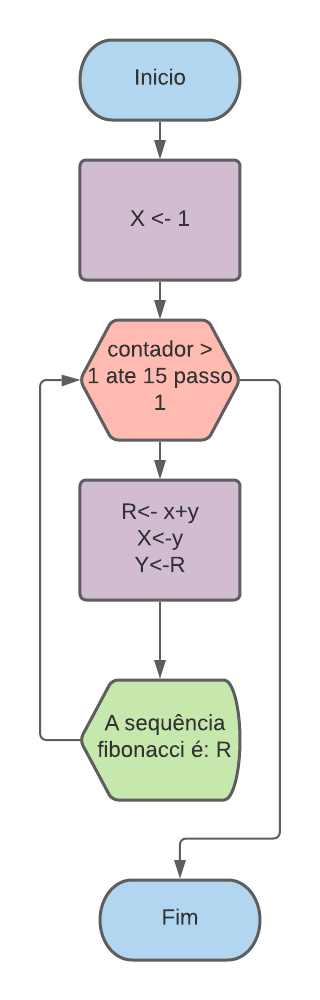 Inicio
X <- 1
contador >
1 ate 15 passo
1
R<- x+y
X<-y
Y<-R
A sequência
fibonacci é: R
Fim